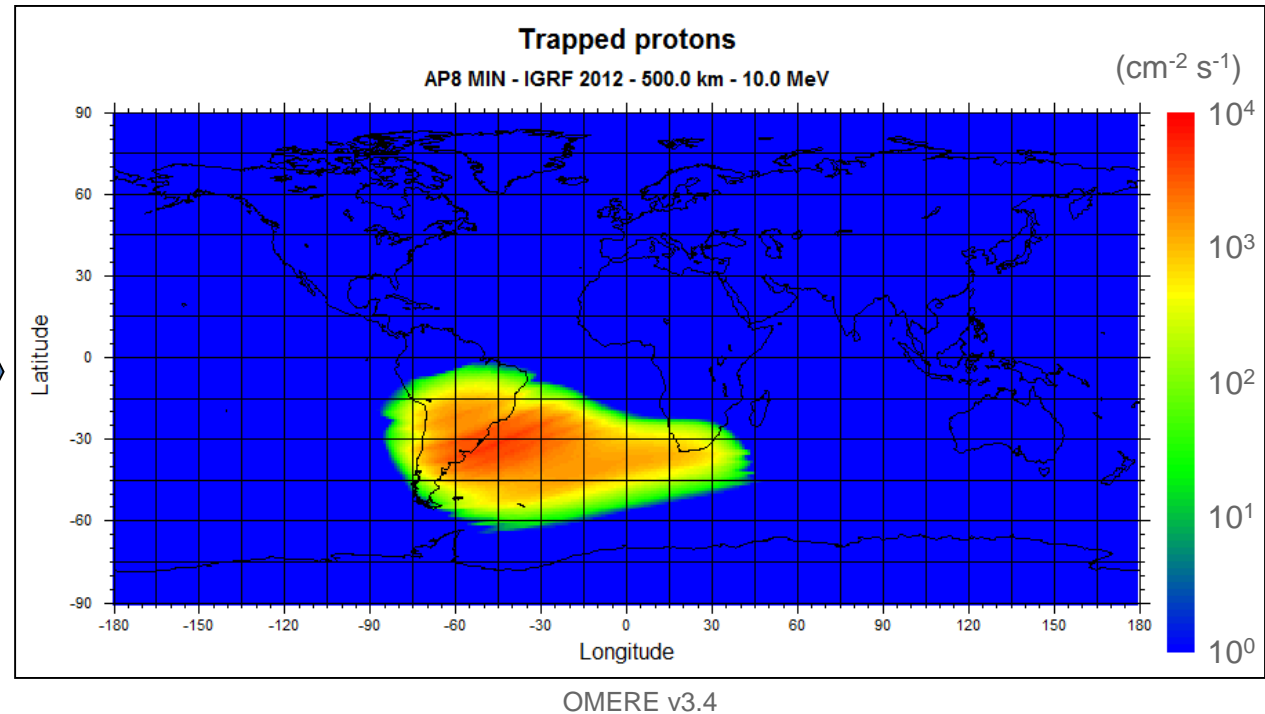 Trapped protons
AP8 MIN - IGRF 2012 - 500.0 km - 10.0 MeV
(cm⁻² s⁻¹)
90
60
30
0
-30
-60
-90
Latitude
-180 -150 -120 -90 -60 -30 0 30 60 90 120 150 180
Longitude
10⁴
10³
10²
10¹
10⁰
OMERE v3.4